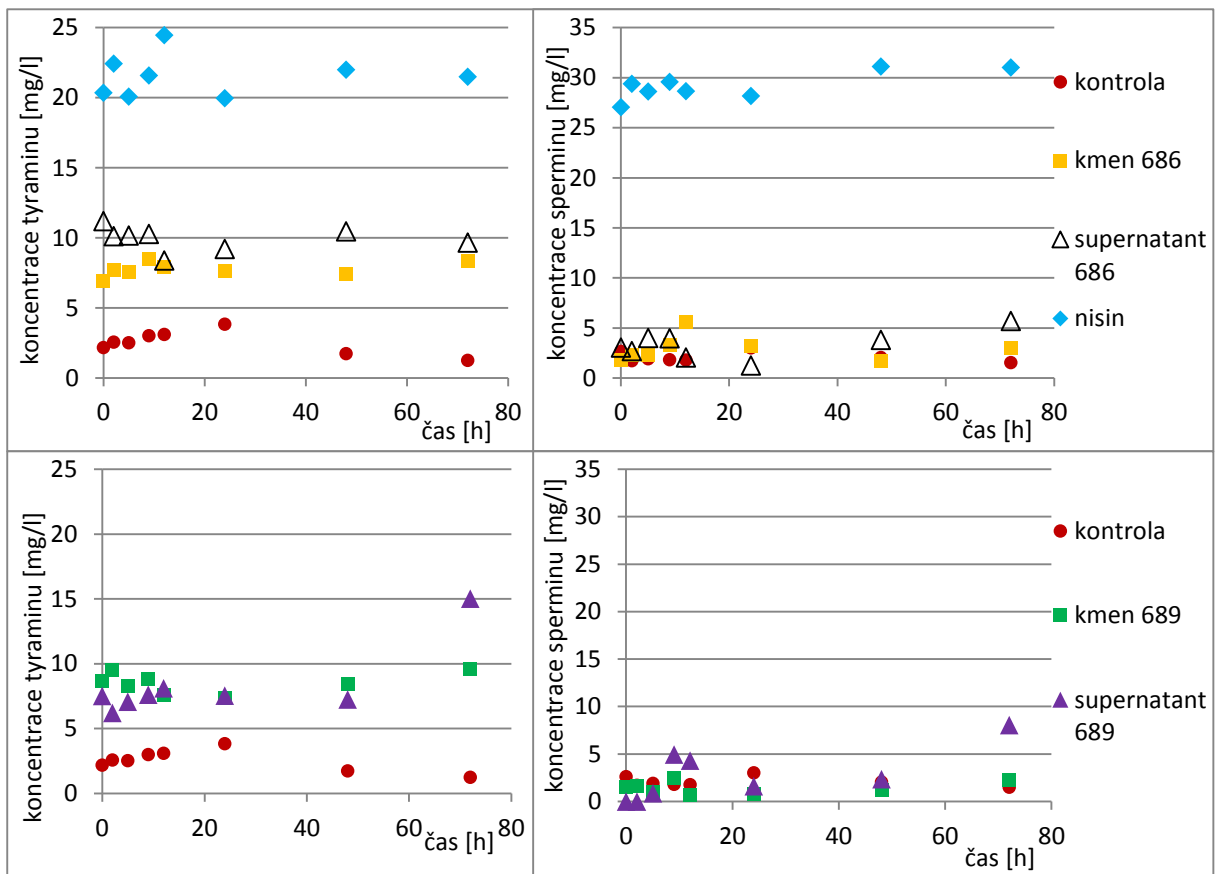 koncentrace tyraminu [mg/l]
25
20
15
10
5
0
0 20 40 60 80
čas [h]
koncentrace sperminu [mg/l]
35
30
25
20
15
10
5
0
0 20 40 60 80
čas [h]
kontrola
kmen 686
supernatant
686
nisin
koncentrace tyraminu [mg/l]
25
20
15
10
5
0
0 20 40 60 80
čas [h]
koncentrace sperminu [mg/l]
35
30
25
20
15
10
5
0
0 20 40 60 80
čas [h]
kontrola
kmen 689
supernatant
689